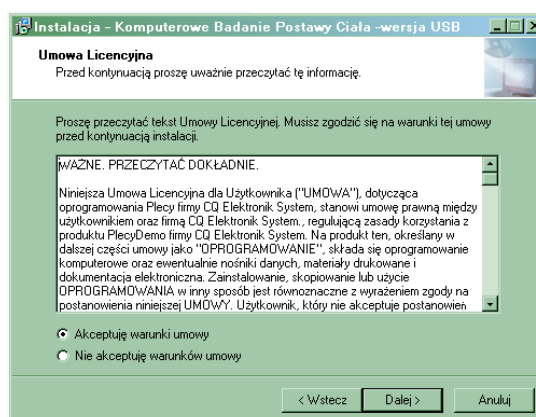 Instalacja - Komputerowe Badanie Postawy Ciała -wersja USB
Umowa Licencyjna
Przed kontynuacją proszę uważnie przeczytać tę informację.
Proszę przeczytać tekst Umowy Licencyjnej. Musisz zgodzić się na warunki tej umowy
przed kontynuacją instalacji.
WAŻNE. PRZECZYTAĆ DOKŁADNIE.
Niniejsza Umowa Licencyjna dla Użytkownika ("UMOWA"), dotycząca
oprogramowania Plecy firmy CQ Elektronik System, stanowi umowę prawną między
użytkownikiem oraz firmą CQ Elektronik System., regulującą zasady korzystania z
produktu PlecyDemo firmy CQ Elektronik System. Na produkt ten, określany w
dalszej części umowy jako "OPROGRAMOWANIE", składa się oprogramowanie
komputerowe oraz ewentualnie nośniki danych, materiały drukowane i
dokumentacja elektroniczna. Zainstalowanie, skopiowanie lub użycie
OPROGRAMOWANIA w inny sposób jest równoznaczne z wyrażeniem zgody na
postanowienia niniejszej UMOWY. Użytkownik, który nie akceptuje postanowień
Akceptuję warunki umowy
Nie akceptuję warunków umowy
< Wstecz
Dalej >
Anuluj